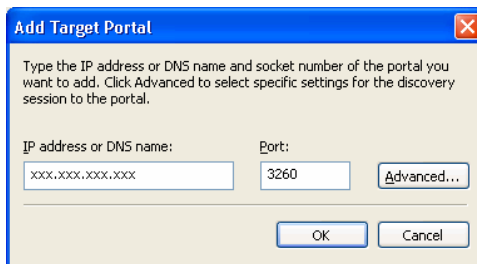 Add Target Portal
Type the IP address or DNS name and socket number of the portal you
want to add. Click Advanced to select specific settings for the discovery
session to the portal.
IP address or DNS name: Port:
xxx.xxx.xxx.xxx 3260 Advanced...
OK Cancel